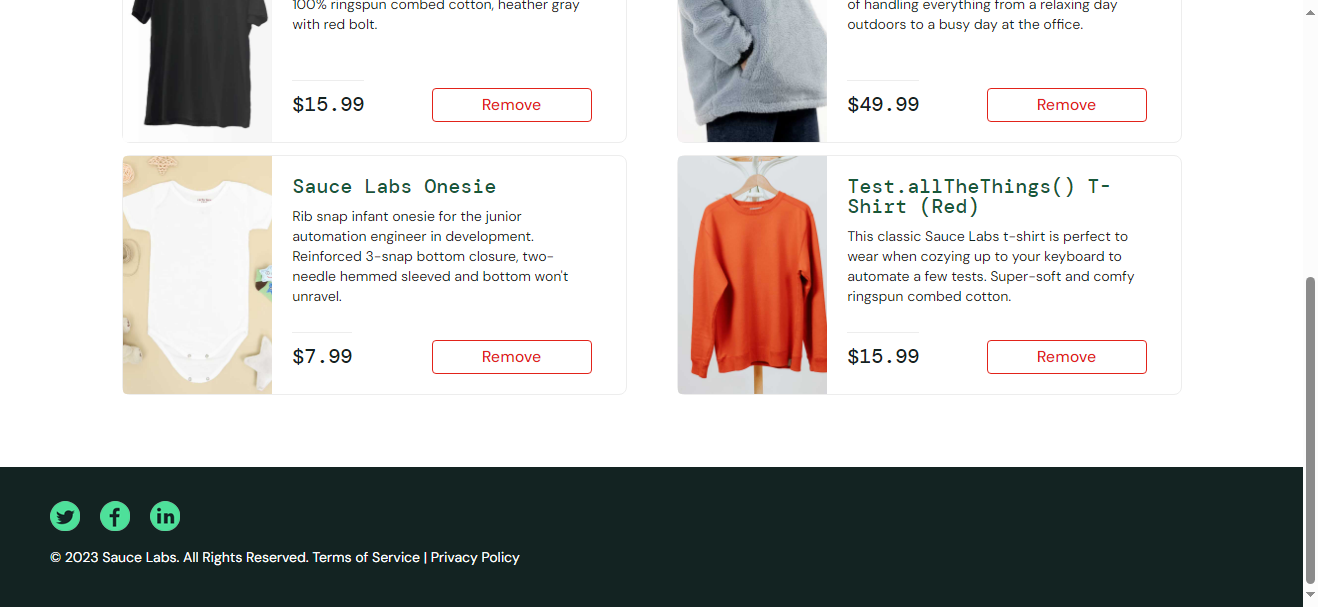 100% ringspun combed cotton, heather gray
with red bolt.
$15.99
Remove
of handling everything from a relaxing day
outdoors to a busy day at the office.
$49.99
Remove
Sauce Labs Onesie
Rib snap infant onesie for the junior
automation engineer in development.
Reinforced 3-snap bottom closure, two-
needle hemmed sleeved and bottom won't
unravel.
$7.99
Remove
Test.allTheThings() T-
Shirt (Red)
This classic Sauce Labs t-shirt is perfect to
wear when cozying up to your keyboard to
automate a few tests. Super-soft and comfy
ringspun combed cotton.
$15.99
Remove
© 2023 Sauce Labs. All Rights Reserved. Terms of Service | Privacy Policy